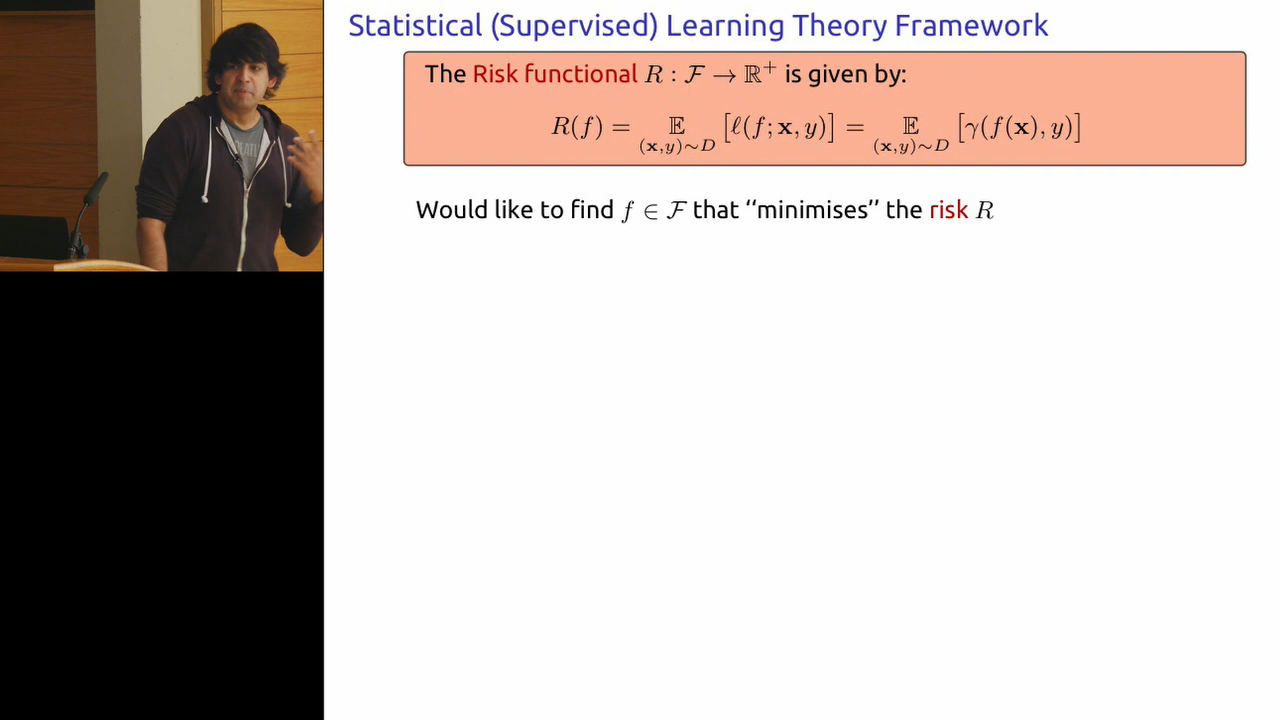 Statistical (Supervised) Learning Theory Framework
The Risk functional R : F → ℝ⁺ is given by:
R(f) = 𝔼_{(x,y)∼D} [ℓ(f; x, y)] = 𝔼_{(x,y)∼D} [γ(f(x), y)]
Would like to find f ∈ F that “minimises” the risk R